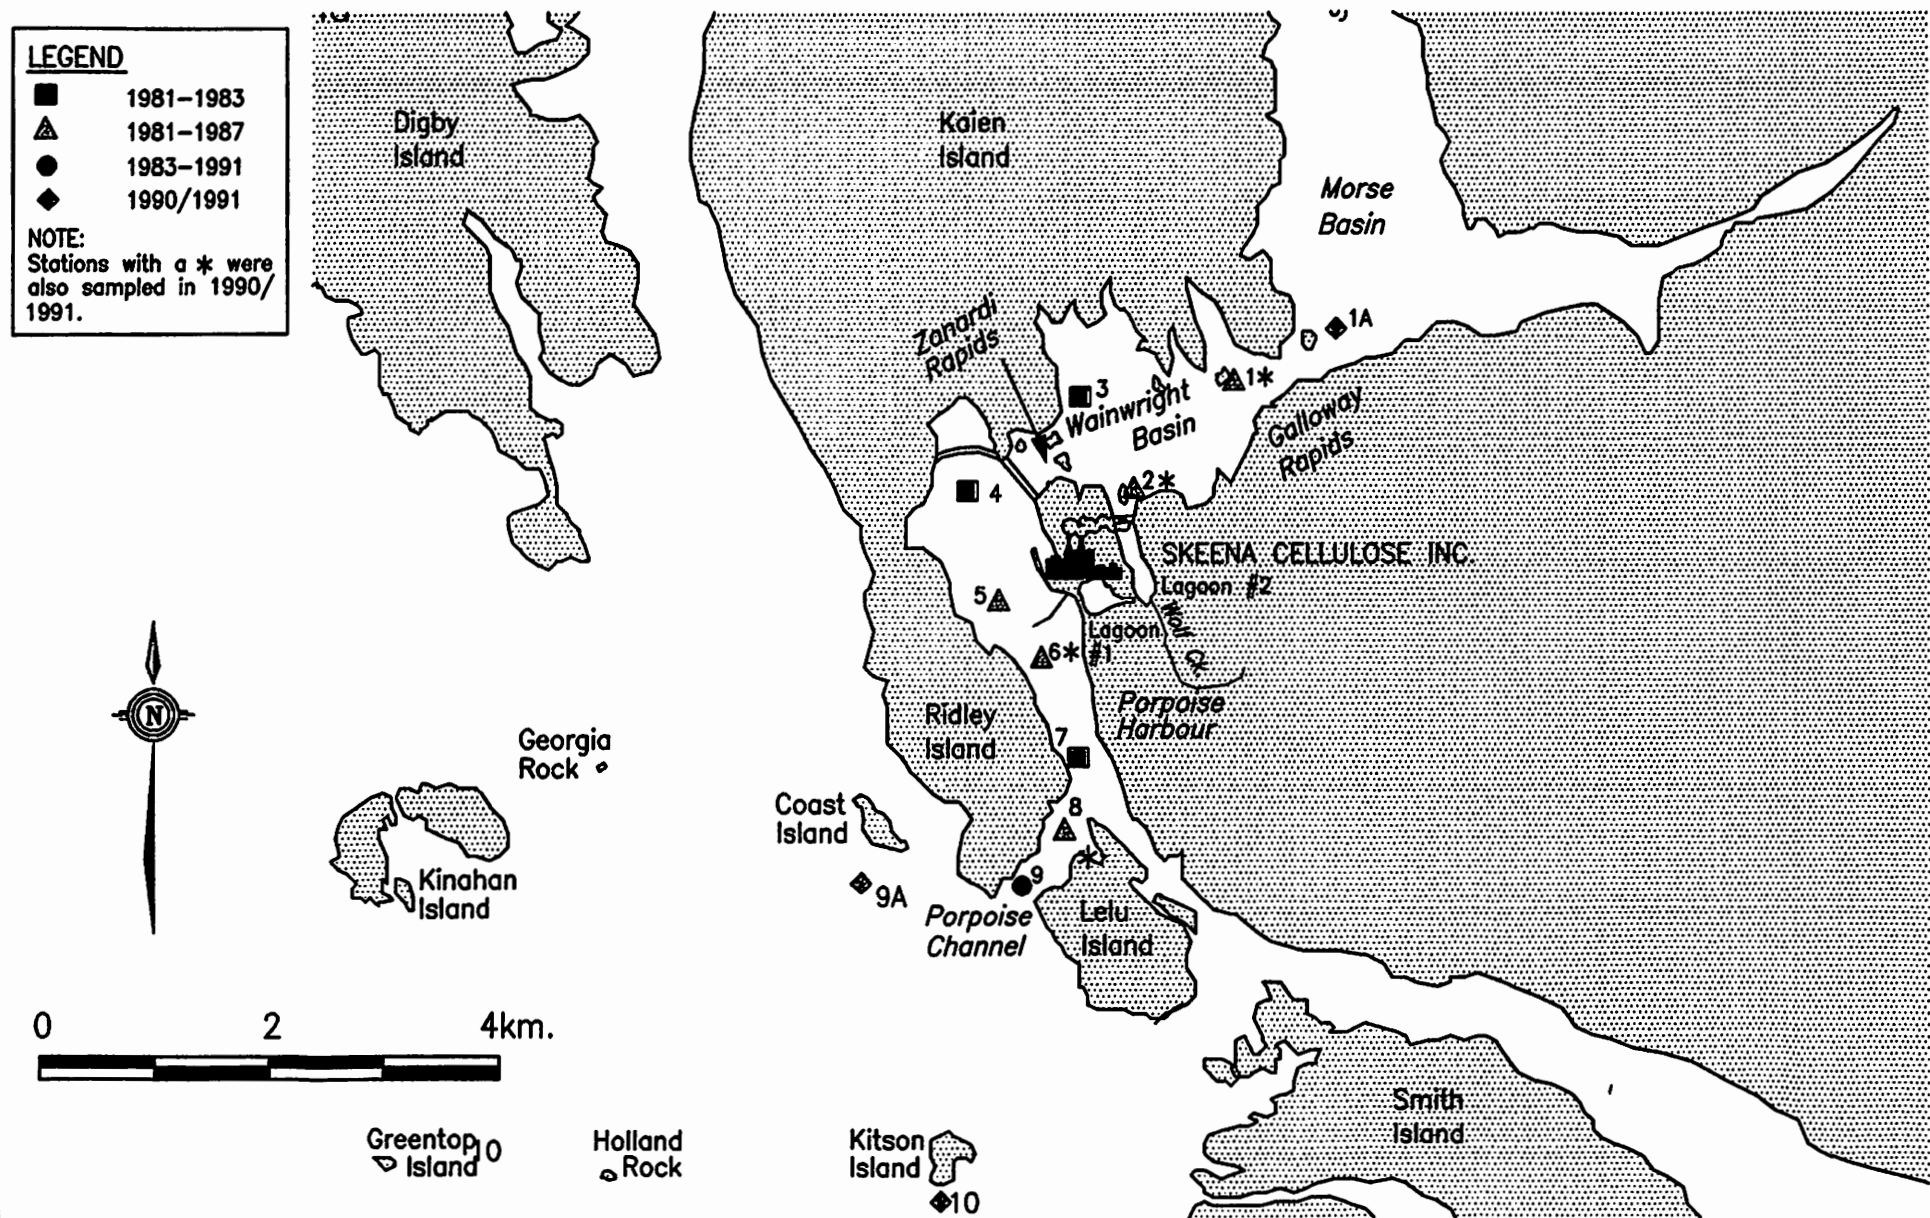 LEGEND
1981-1983
1981-1987
1983-1991
1990/1991
NOTE:
Stations with a * were
also sampled in 1990/
1991.
Digby
Island
Kaien
Island
Morse
Basin
Zanardi
Rapids
1A
1*
3
Wainwright
Basin
Galloway
Rapids
2*
4
SKEENA CELLULOSE INC.
Lagoon #2
5
Wolf Ck.
Lagoon
#1
6*
Porpoise
Harbour
Ridley
Island
7
Georgia
Rock
N
Coast
Island
8
*
Kinahan
Island
9
9A
Porpoise
Channel
Lelu
Island
0 2 4km.
Smith
Island
Greentop
Island
10
Holland
Rock
Kitson
Island
10